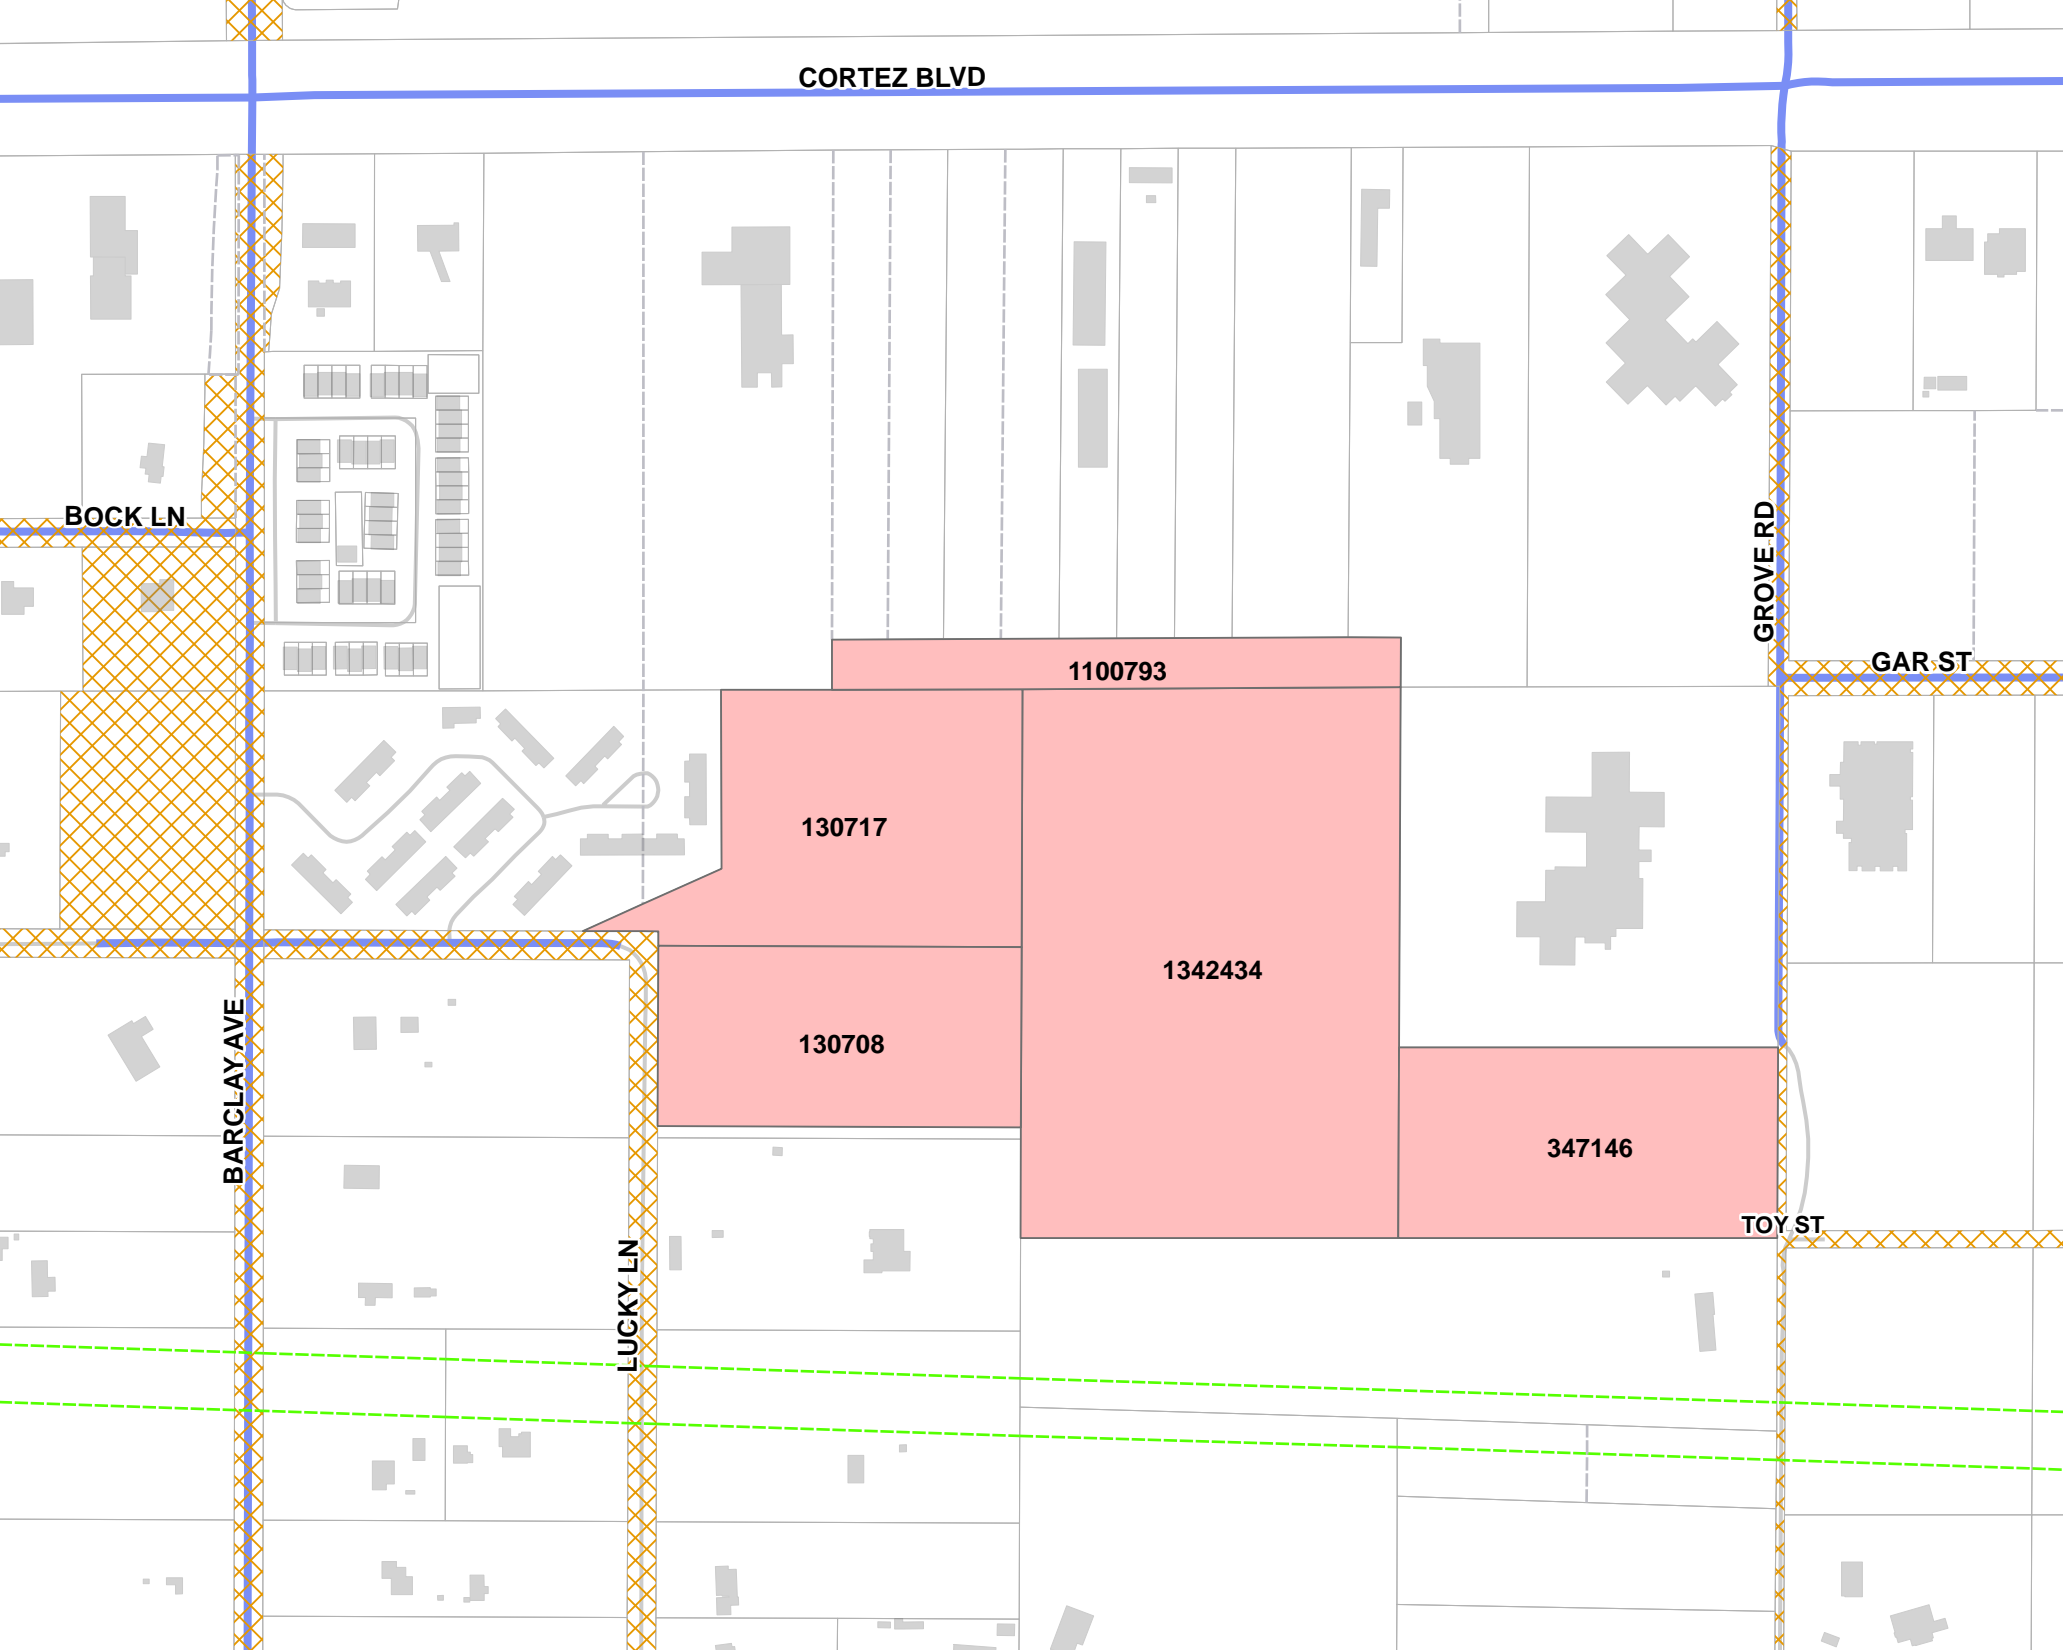 CORTEZ BLVD
BOCK LN
GROVE RD
GAR ST
1100793
130717
1342434
130708
BARCLAY AVE
347146
TOY ST
LUCKY LN